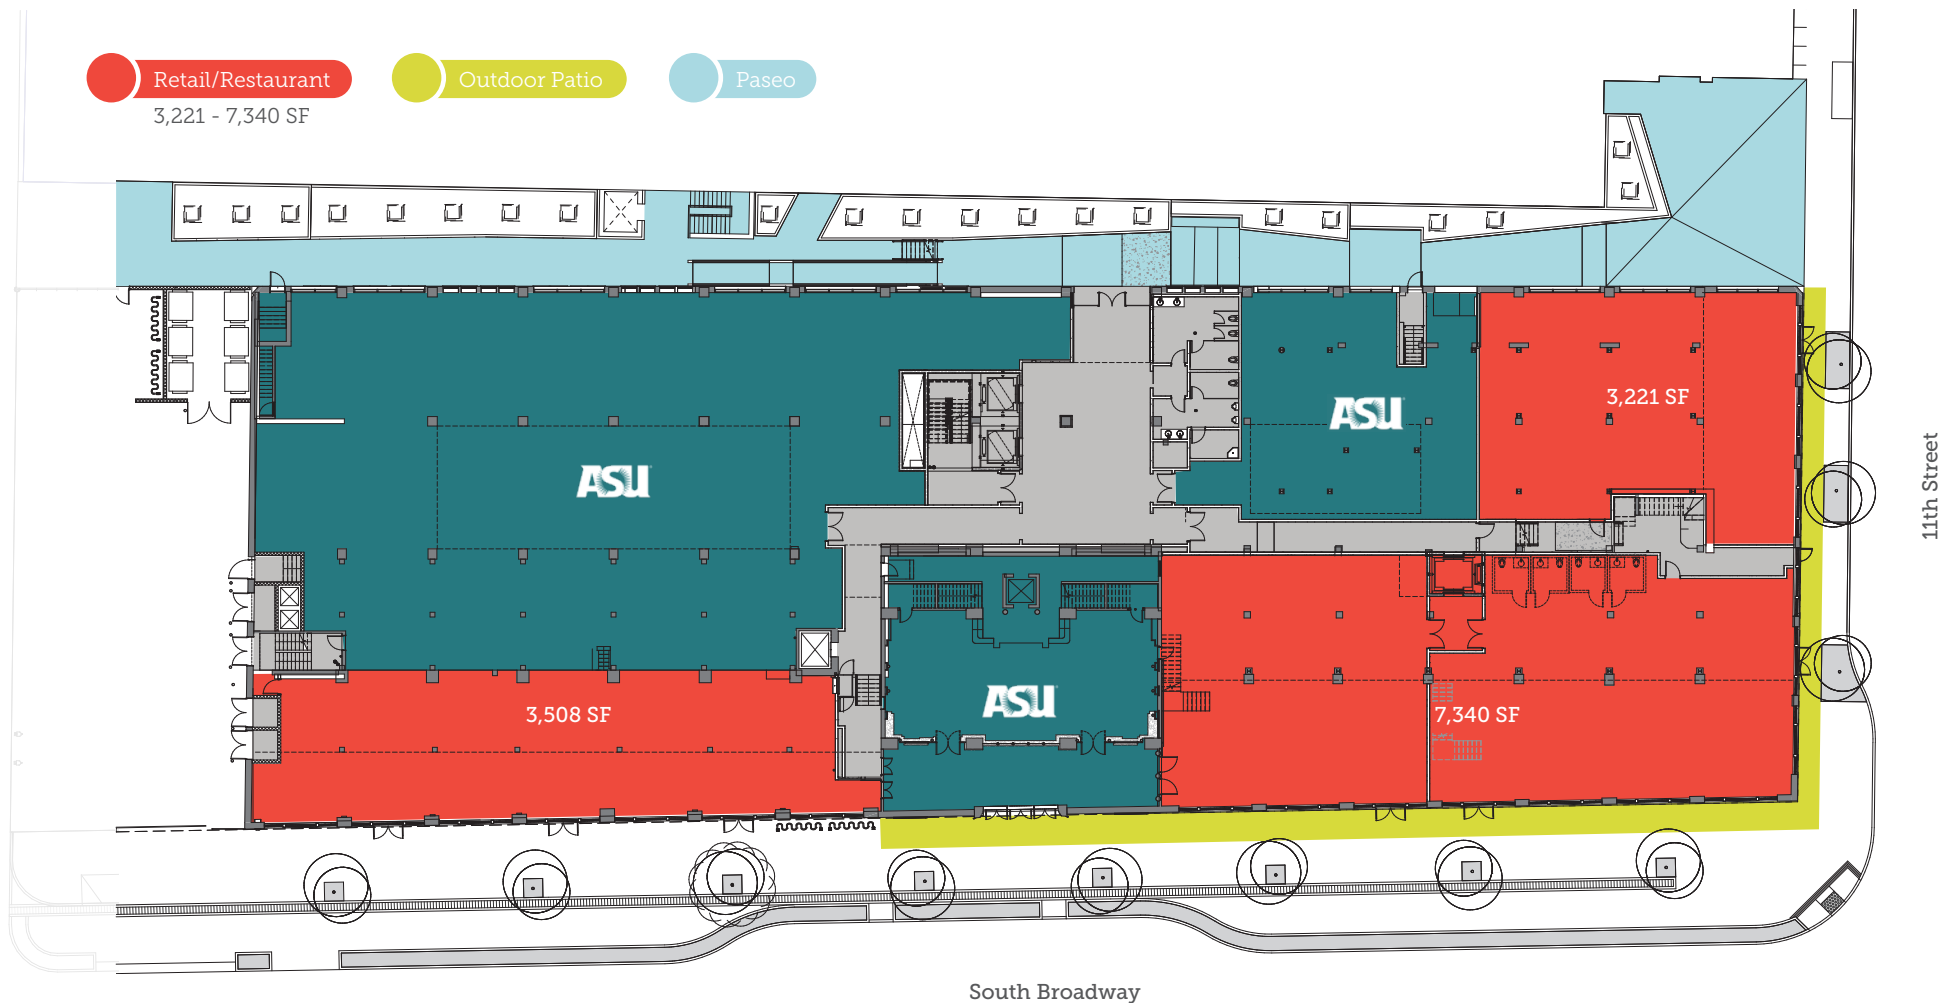 Retail/Restaurant
3,221 - 7,340 SF
Outdoor Patio
Paseo
3,221 SF
ASU
ASU
11th Street
ASU
3,508 SF
7,340 SF
South Broadway